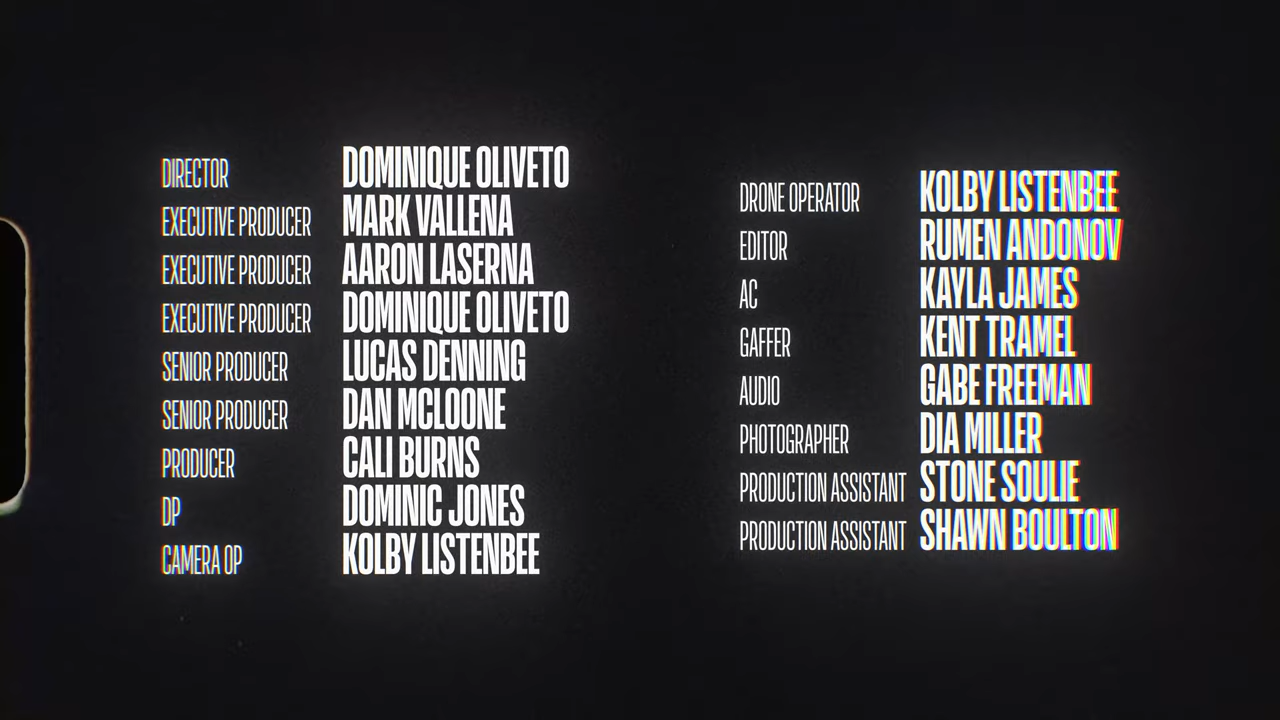 DIRECTOR DOMINIQUE OLIVETO
EXECUTIVE PRODUCER MARK VALLENA
EXECUTIVE PRODUCER AARON LASERNA
EXECUTIVE PRODUCER DOMINIQUE OLIVETO
SENIOR PRODUCER LUCAS DENNING
SENIOR PRODUCER DAN MCLOONE
PRODUCER CALI BURNS
DP DOMINIC JONES
CAMERA OP KOLBY LISTENBEE
DRONE OPERATOR KOLBY LISTENBEE
EDITOR RUMEN ANDONOV
AC KAYLA JAMES
GAFFER KENT TRAMEL
AUDIO GABE FREEMAN
PHOTOGRAPHER DIA MILLER
PRODUCTION ASSISTANT STONE SOULIE
PRODUCTION ASSISTANT SHAWN BOULTON